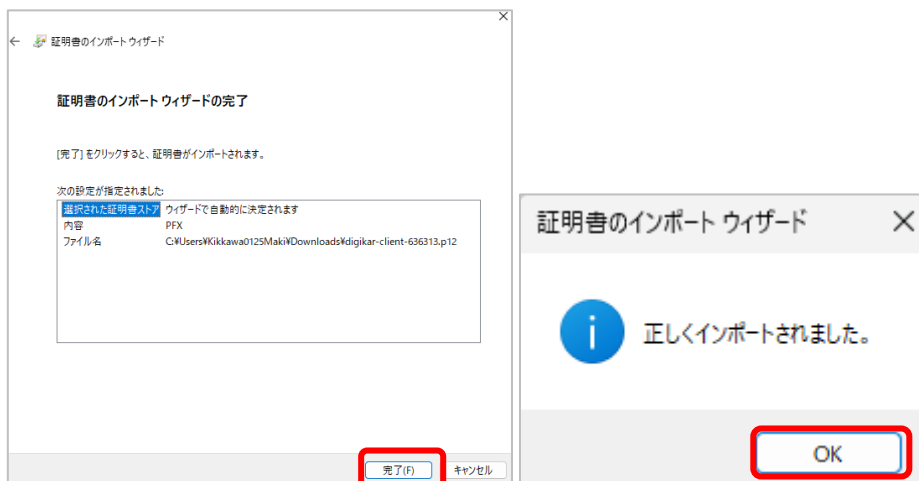 証明書のインポート ウィザード
証明書のインポート ウィザードの完了
[完了] をクリックすると、証明書がインポートされます。
次の設定が指定されました:
選択された証明書ストア ウィザードで自動的に決定されます
内容 PFX
ファイル名 C:¥Users¥Kikkawa0125Maki¥Downloads¥digikar-client-636313.p12
完了(F) キャンセル
証明書のインポート ウィザード
正しくインポートされました。
OK